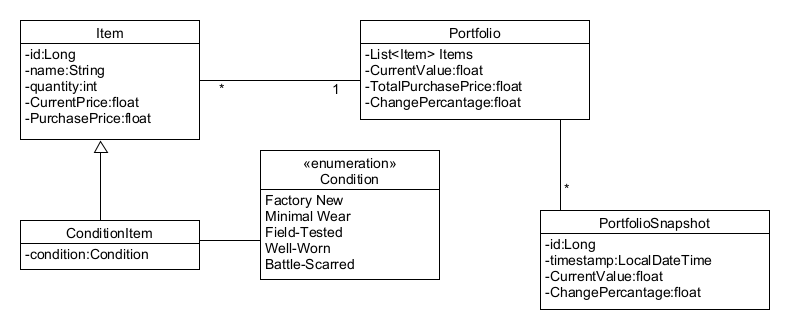 Item
-id:Long
-name:String
-quantity:int
-CurrentPrice:float
-PurchasePrice:float
*
1
Portfolio
-List<Item> Items
-CurrentValue:float
-TotalPurchasePrice:float
-ChangePercantage:float
*
«enumeration»
Condition
Factory New
Minimal Wear
Field-Tested
Well-Worn
Battle-Scarred
ConditionItem
-condition:Condition
PortfolioSnapshot
-id:Long
-timestamp:LocalDateTime
-CurrentValue:float
-ChangePercantage:float